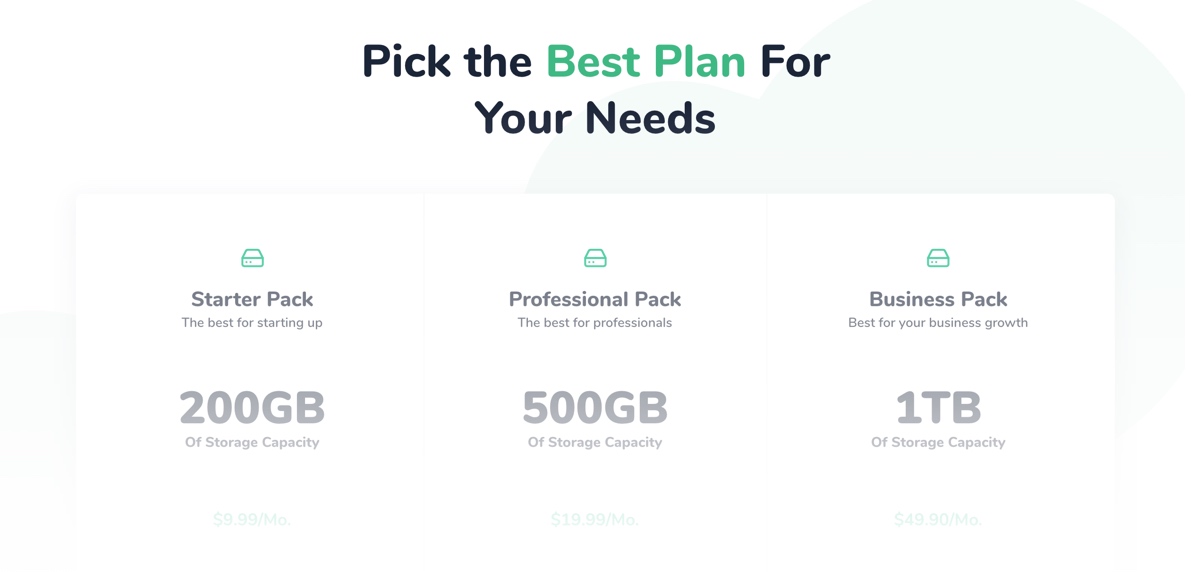 Pick the Best Plan For
Your Needs
Starter Pack
The best for starting up
200GB
Of Storage Capacity
$9.99/Mo.
Professional Pack
The best for professionals
500GB
Of Storage Capacity
$19.99/Mo.
Business Pack
Best for your business growth
1TB
Of Storage Capacity
$49.90/Mo.